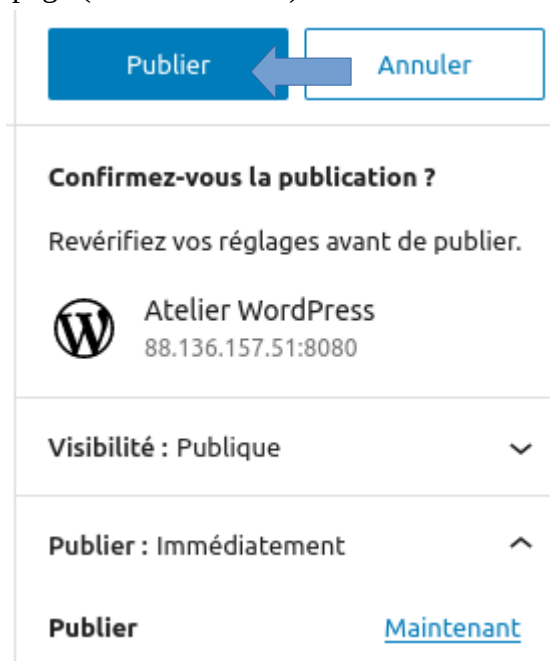 Publier Annuler
Confirmez-vous la publication ?
Revérifiez vos réglages avant de publier.
Atelier WordPress
88.136.157.51:8080
Visibilité : Publique
Publier : Immédiatement
Publier Maintenant